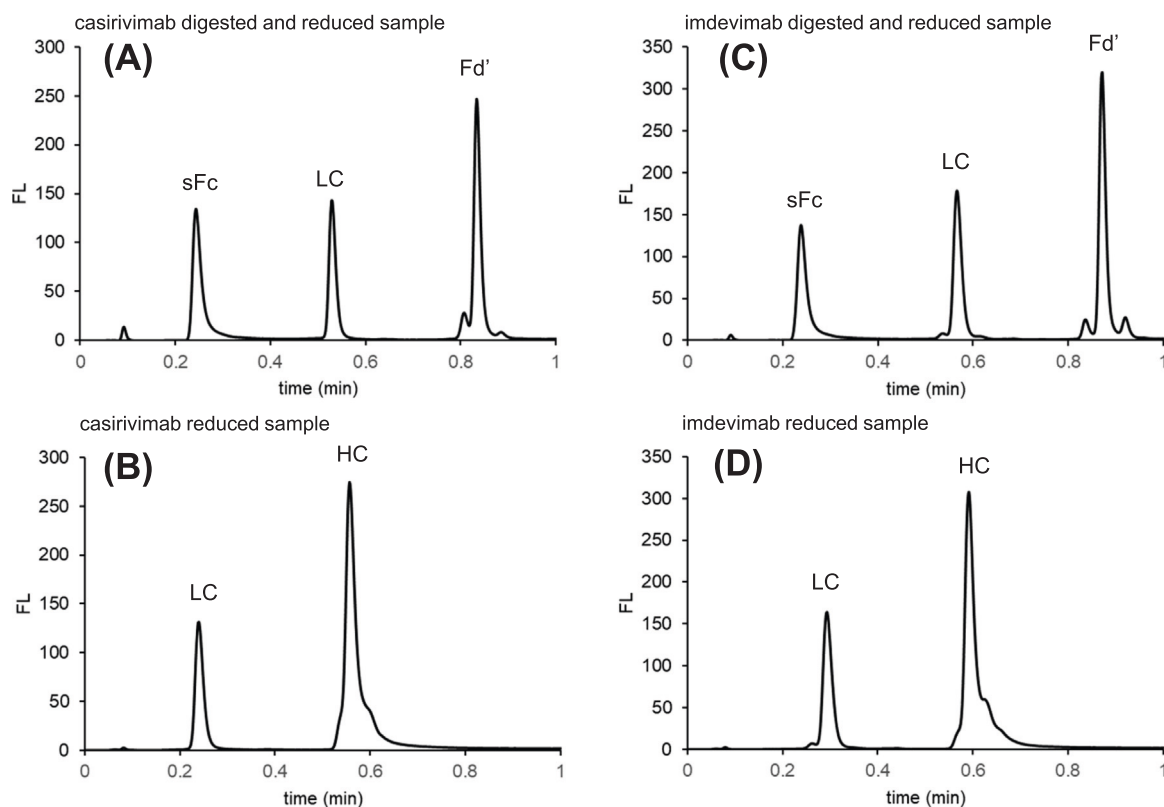 casirivimab digested and reduced sample
(A)
300
250
200
150
100
50
0
FL
sFc
LC
Fd’
0
0.2
0.4
0.6
0.8
1
time (min)
imdevimab digested and reduced sample
(C)
350
300
250
200
150
100
50
0
FL
sFc
LC
Fd’
0
0.2
0.4
0.6
0.8
1
time (min)
casirivimab reduced sample
(B)
300
250
200
150
100
50
0
FL
LC
HC
0
0.2
0.4
0.6
0.8
1
time (min)
imdevimab reduced sample
(D)
350
300
250
200
150
100
50
0
FL
LC
HC
0
0.2
0.4
0.6
0.8
1
time (min)